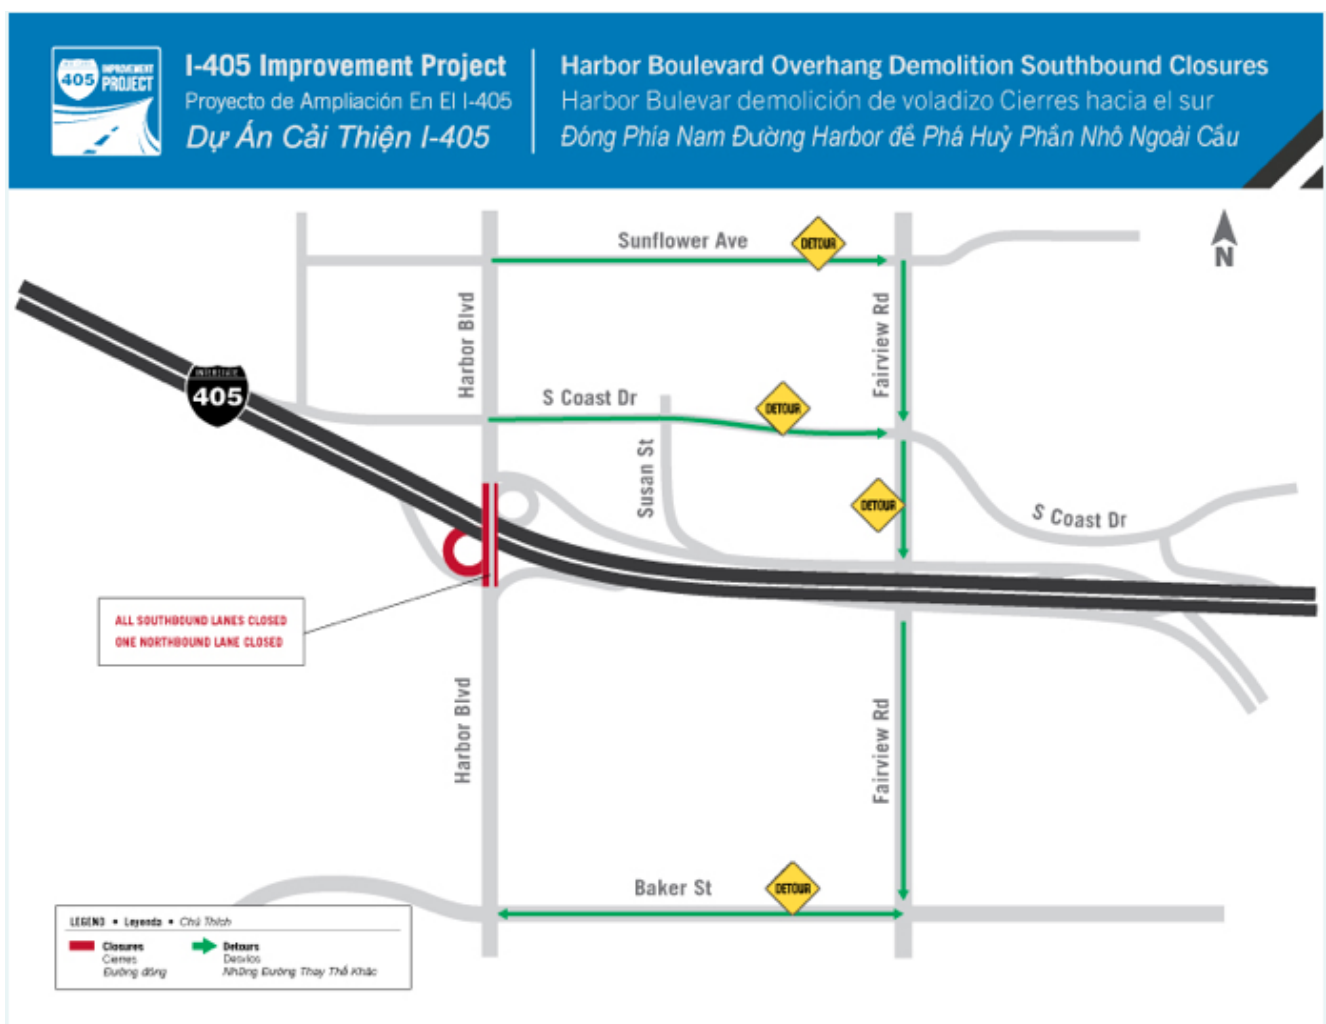 405
IMPROVEMENT
PROJECT
I-405 Improvement Project
Proyecto de Ampliación En El I-405
Dự Án Cải Thiện I-405
Harbor Boulevard Overhang Demolition Southbound Closures
Harbor Bulevar demolición de voladizo Cierres hacia el sur
Đóng Phía Nam Đường Harbor để Phá Huỷ Phần Nhô Ngoài Cầu
Sunflower Ave
DETOUR
N
Harbor Blvd
Fairview Rd
INTERSTATE
405
S Coast Dr
DETOUR
Susan St
DETOUR
S Coast Dr
ALL SOUTHBOUND LANES CLOSED
ONE NORTHBOUND LANE CLOSED
Harbor Blvd
Fairview Rd
Baker St
DETOUR
LEGEND • Leyenda • Chú Thích
Closures
Cierres
Đường đóng
Detours
Desvíos
Những Đường Thay Thế Khác